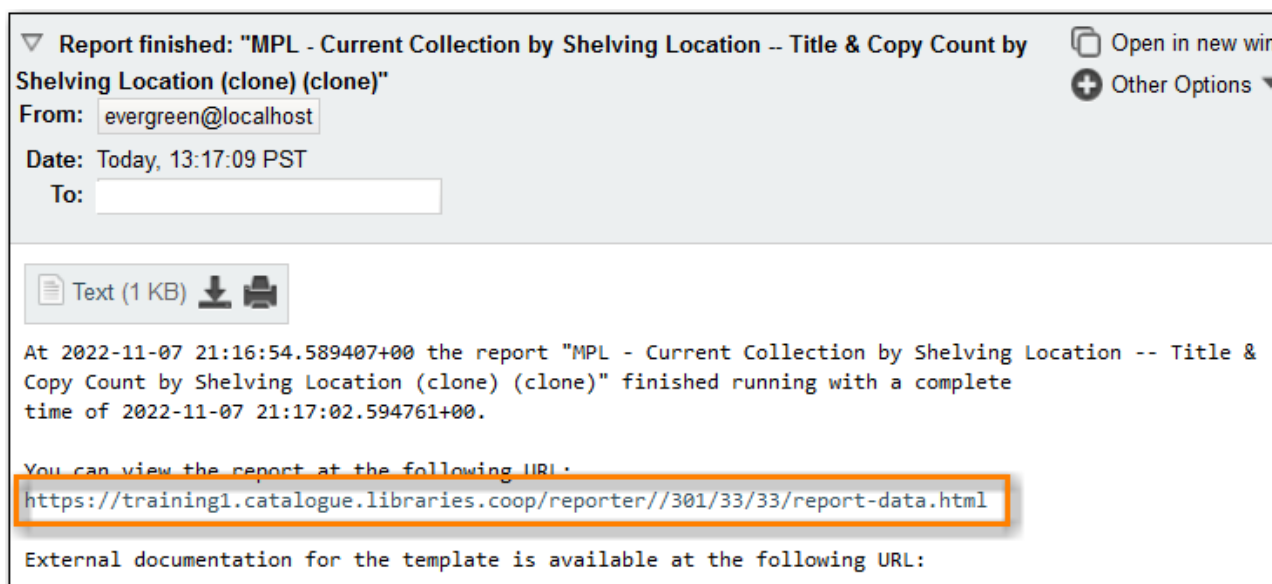 Report finished: "MPL - Current Collection by Shelving Location -- Title & Copy Count by
Shelving Location (clone) (clone)"
Open in new
Other Options
From: evergreen@localhost
Date: Today, 13:17:09 PST
To:
Text (1 KB)
At 2022-11-07 21:16:54.589407+00 the report "MPL - Current Collection by Shelving Location -- Title &
Copy Count by Shelving Location (clone) (clone)" finished running with a complete
time of 2022-11-07 21:17:02.594761+00.
You can view the report at the following URL:
https://training1.catalogue.libraries.coop/reporter//301/33/33/report-data.html
External documentation for the template is available at the following URL: